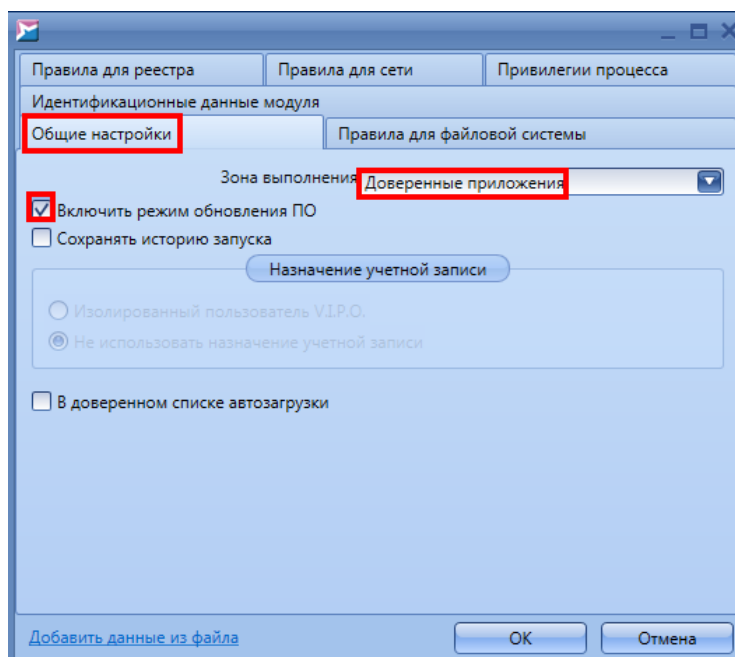 Правила для реестра
Правила для сети
Привилегии процесса
Идентификационные данные модуля
Общие настройки
Правила для файловой системы
Зона выполнения Доверенные приложения
Включить режим обновления ПО
Сохранять историю запуска
Назначение учетной записи
Изолированный пользователь V.I.P.O.
Не использовать назначение учетной записи
В доверенном списке автозагрузки
Добавить данные из файла
OK
Отмена